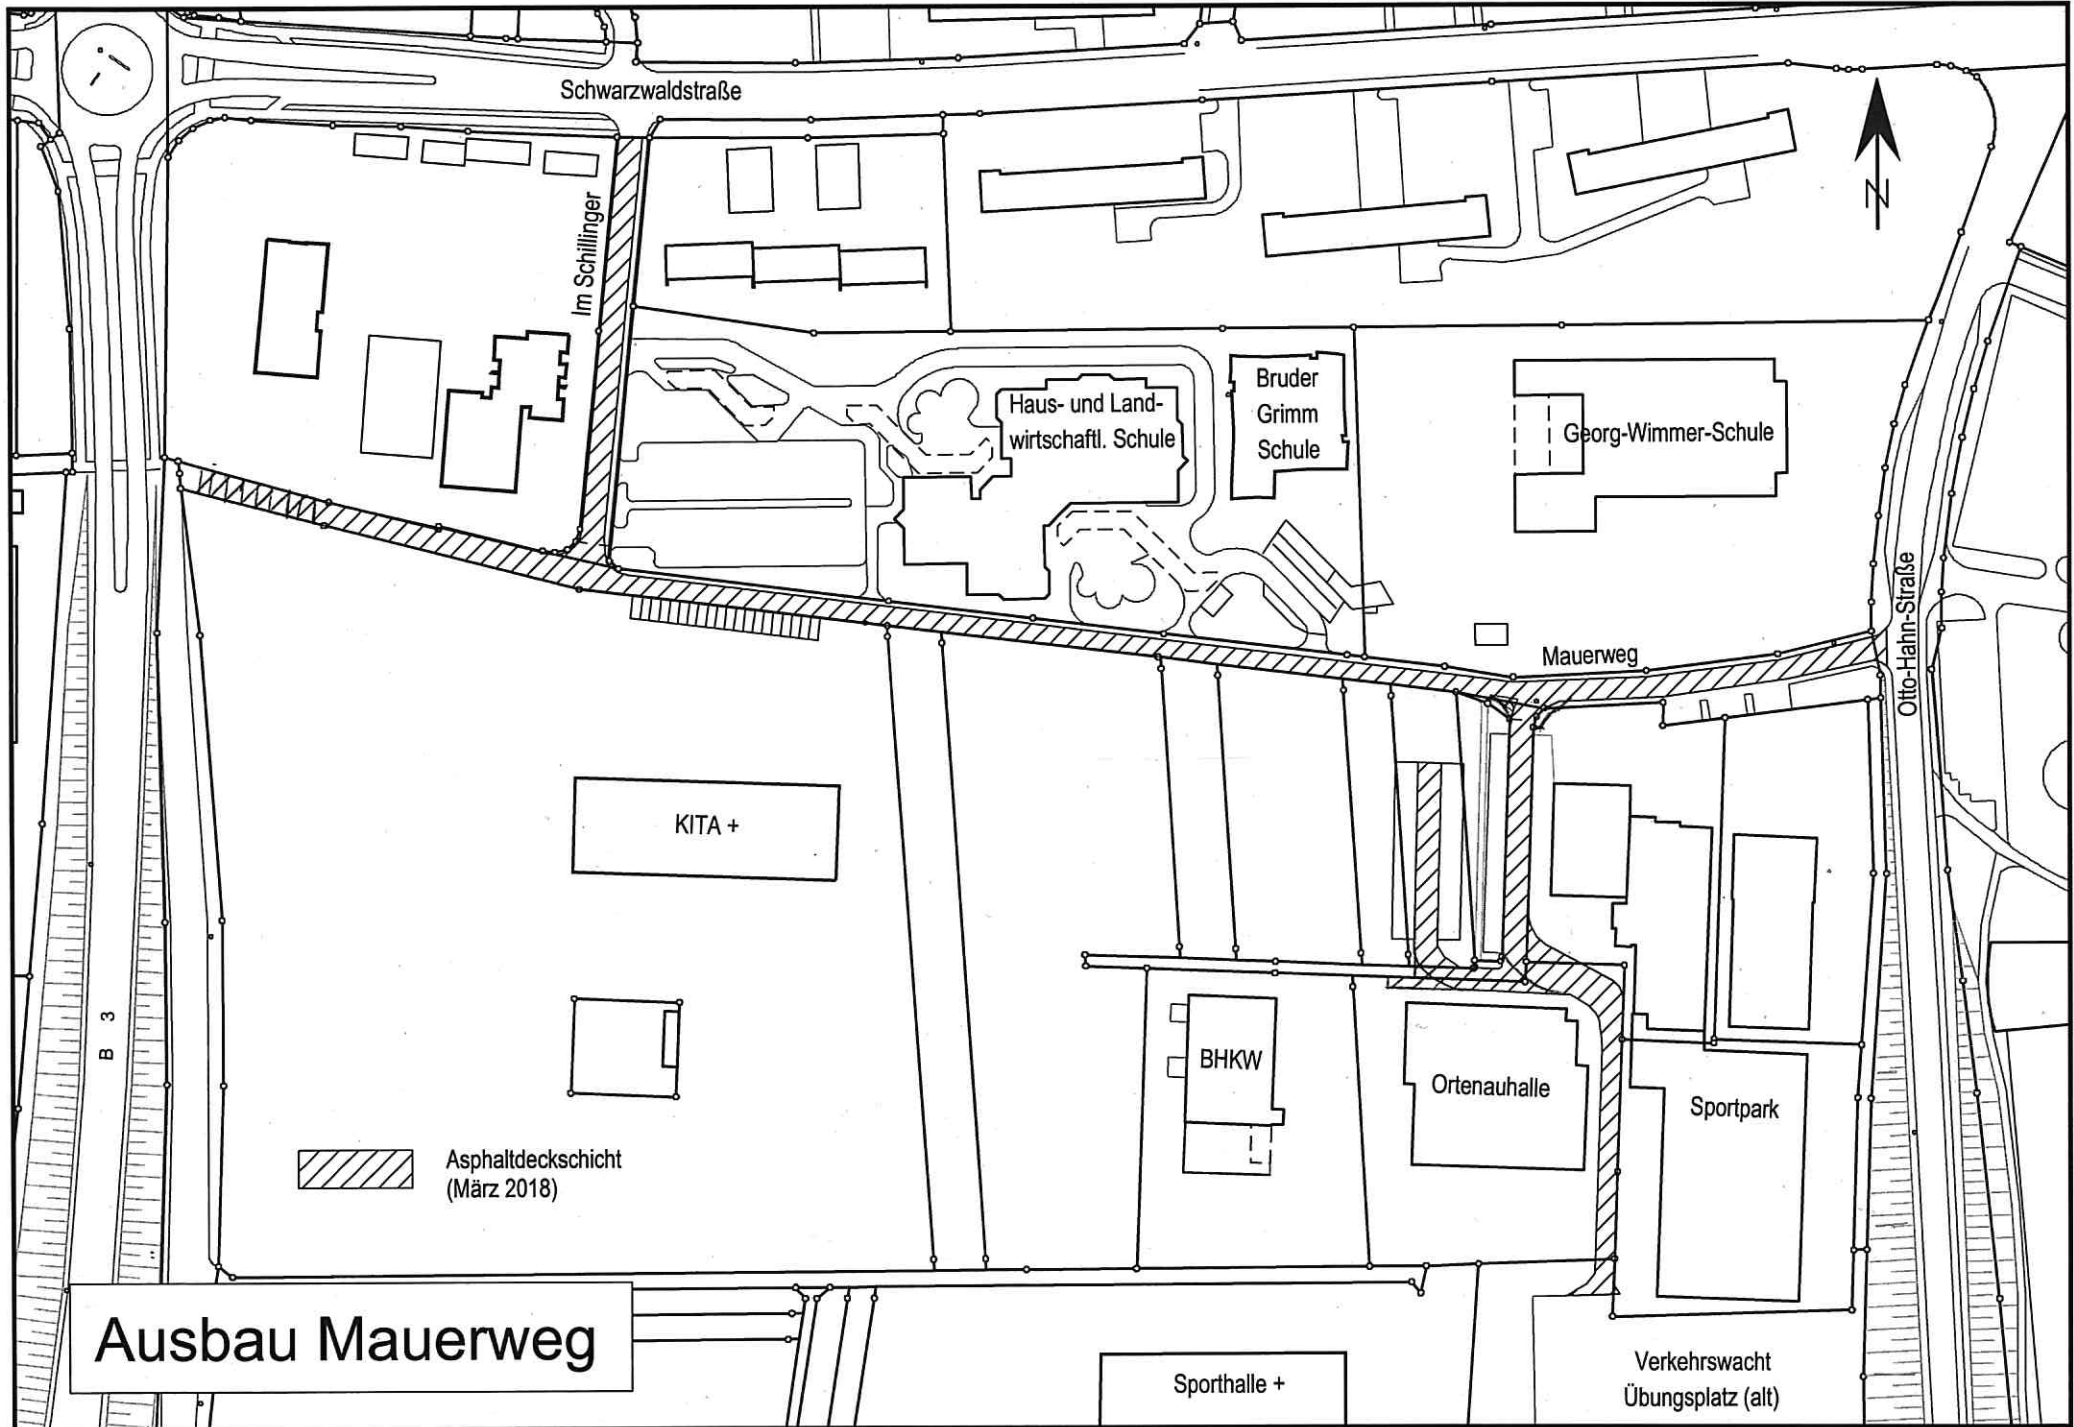 Schwarzwaldstraße
Im Schillinger
N
Haus- und Land-
wirtschaftl. Schule
Bruder
Grimm
Schule
Georg-Wimmer-Schule
Mauerweg
Otto-Hahn-Straße
KITA +
B 3
BHKW
Ortenauhalle
Sportpark
Asphaltdeckschicht
(März 2018)
Ausbau Mauerweg
Sporthalle +
Verkehrswacht
Übungsplatz (alt)